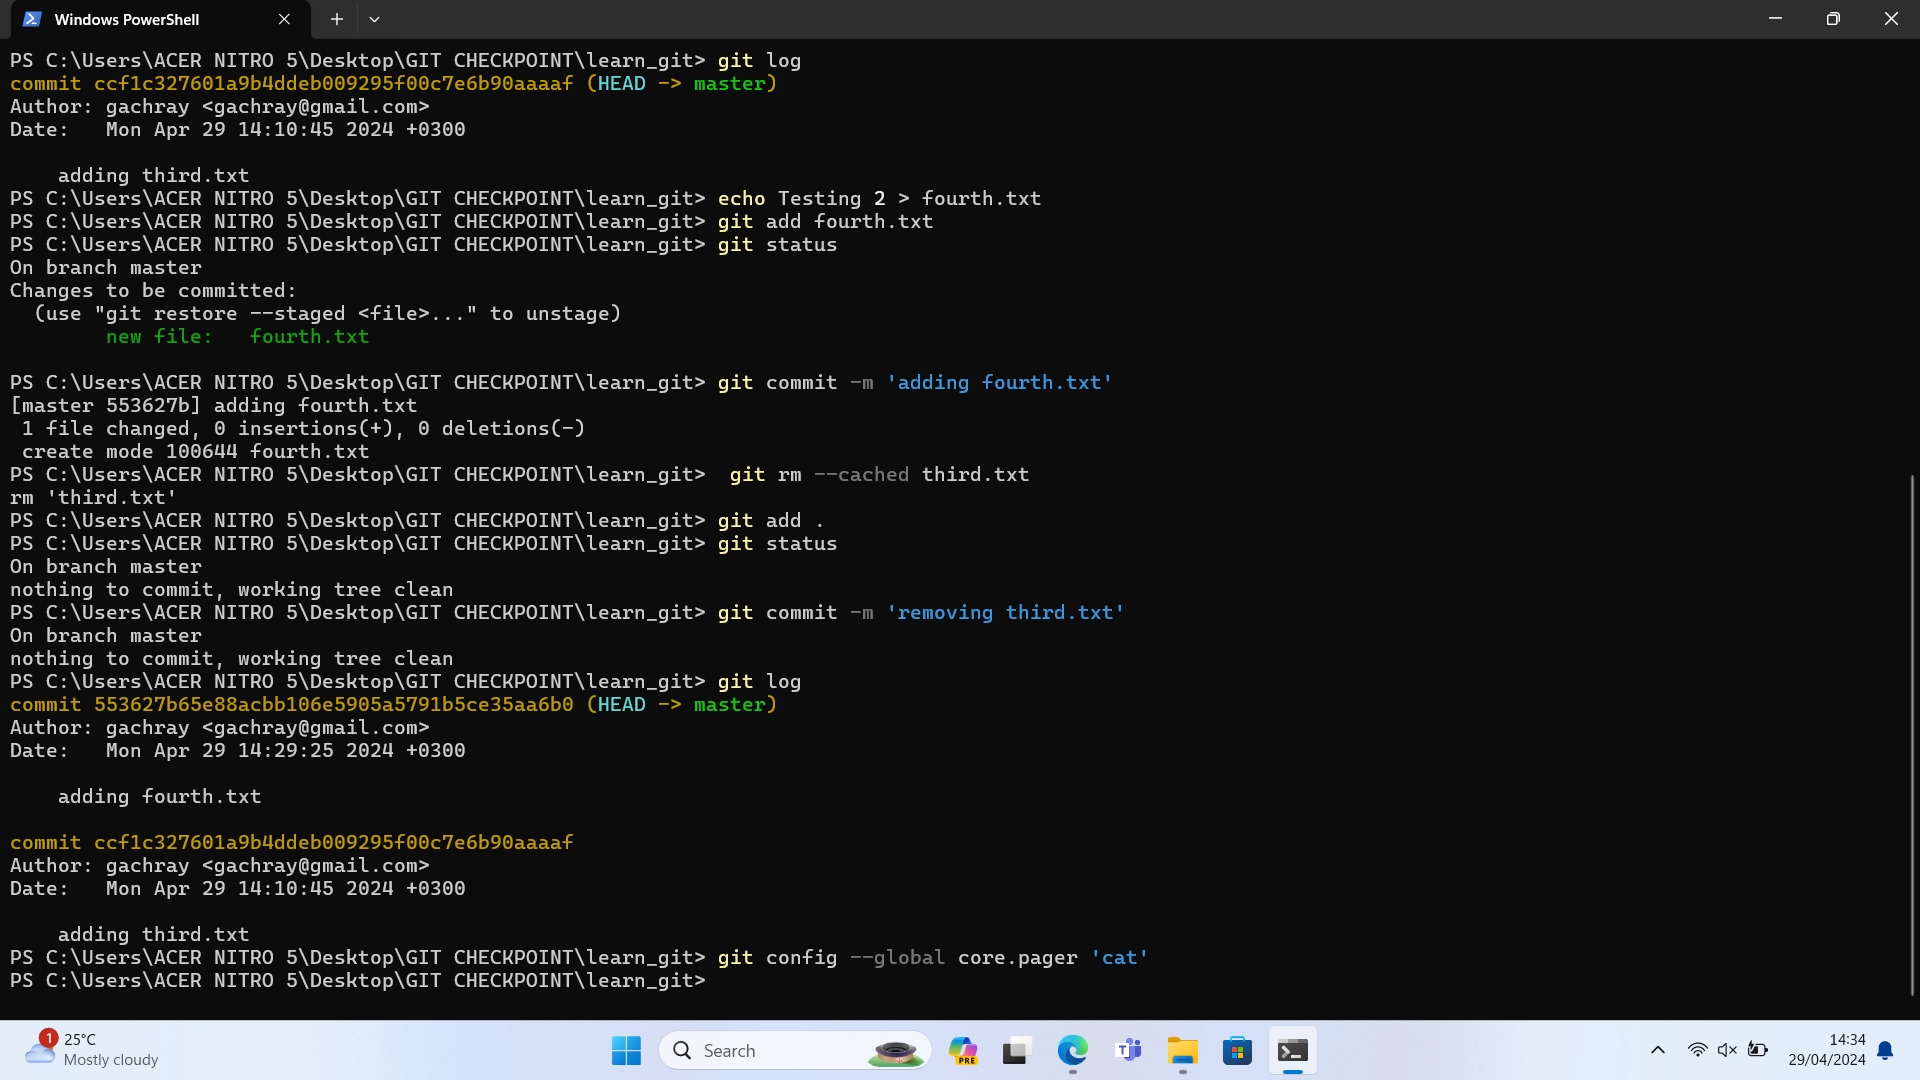 Windows PowerShell
PS C:\Users\ACER NITRO 5\Desktop\GIT CHECKPOINT\learn_git> git log
commit ccf1c327601a9b4ddeb009295f00c7e6b90aaaaf (HEAD -> master)
Author: gachray <gachray@gmail.com>
Date:   Mon Apr 29 14:10:45 2024 +0300
    adding third.txt
PS C:\Users\ACER NITRO 5\Desktop\GIT CHECKPOINT\learn_git> echo Testing 2 > fourth.txt
PS C:\Users\ACER NITRO 5\Desktop\GIT CHECKPOINT\learn_git> git add fourth.txt
PS C:\Users\ACER NITRO 5\Desktop\GIT CHECKPOINT\learn_git> git status
On branch master
Changes to be committed:
  (use "git restore --staged <file>..." to unstage)
        new file:   fourth.txt
PS C:\Users\ACER NITRO 5\Desktop\GIT CHECKPOINT\learn_git> git commit -m 'adding fourth.txt'
[master 553627b] adding fourth.txt
 1 file changed, 0 insertions(+), 0 deletions(-)
 create mode 100644 fourth.txt
PS C:\Users\ACER NITRO 5\Desktop\GIT CHECKPOINT\learn_git>  git rm --cached third.txt
rm 'third.txt'
PS C:\Users\ACER NITRO 5\Desktop\GIT CHECKPOINT\learn_git> git add .
PS C:\Users\ACER NITRO 5\Desktop\GIT CHECKPOINT\learn_git> git status
On branch master
nothing to commit, working tree clean
PS C:\Users\ACER NITRO 5\Desktop\GIT CHECKPOINT\learn_git> git commit -m 'removing third.txt'
On branch master
nothing to commit, working tree clean
PS C:\Users\ACER NITRO 5\Desktop\GIT CHECKPOINT\learn_git> git log
commit 553627b65e88acbb106e5905a5791b5ce35aa6b0 (HEAD -> master)
Author: gachray <gachray@gmail.com>
Date:   Mon Apr 29 14:29:25 2024 +0300
    adding fourth.txt
commit ccf1c327601a9b4ddeb009295f00c7e6b90aaaaf
Author: gachray <gachray@gmail.com>
Date:   Mon Apr 29 14:10:45 2024 +0300
    adding third.txt
PS C:\Users\ACER NITRO 5\Desktop\GIT CHECKPOINT\learn_git> git config --global core.pager 'cat'
PS C:\Users\ACER NITRO 5\Desktop\GIT CHECKPOINT\learn_git>
1
25°C
Mostly cloudy
Search
PRE
14:34
29/04/2024